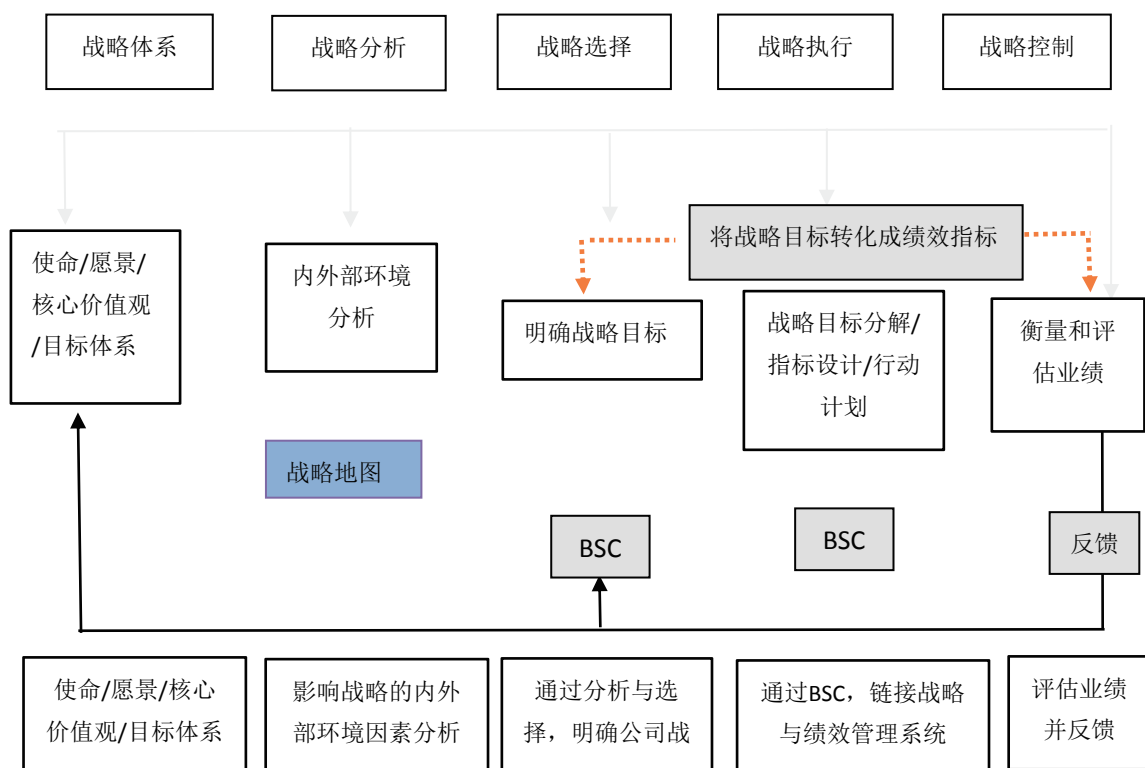 战略体系
战略分析
战略选择
战略执行
战略控制
将战略目标转化成绩效指标
使命/愿景/
核心价值观
/目标体系
内外部环境
分析
明确战略目标
战略目标分解/
指标设计/行动
计划
衡量和评
估业绩
战略地图
BSC
BSC
反馈
使命/愿景/核心
价值观/目标体系
影响战略的内外
部环境因素分析
通过分析与选
择，明确公司战
通过BSC，链接战略
与绩效管理系统
评估业绩
并反馈